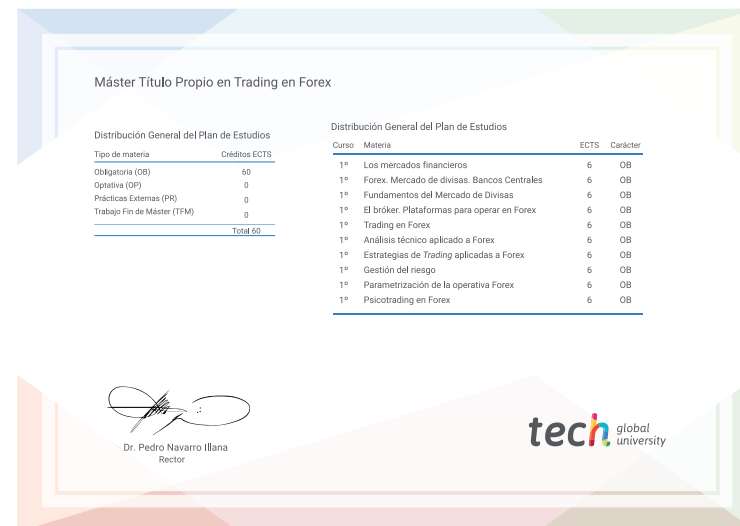 Máster Título Propio en Trading en Forex
Distribución General del Plan de Estudios
Tipo de materia Créditos ECTS
Obligatoria (OB) 60
Optativa (OP) 0
Prácticas Externas (PR) 0
Trabajo Fin de Máster (TFM) 0
Total 60
Distribución General del Plan de Estudios
Curso Materia ECTS Carácter
1º Los mercados financieros 6 OB
1º Forex. Mercado de divisas. Bancos Centrales 6 OB
1º Fundamentos del Mercado de Divisas 6 OB
1º El bróker. Plataformas para operar en Forex 6 OB
1º Trading en Forex 6 OB
1º Análisis técnico aplicado a Forex 6 OB
1º Estrategias de Trading aplicadas a Forex 6 OB
1º Gestión del riesgo 6 OB
1º Parametrización de la operativa Forex 6 OB
1º Psicotrading en Forex 6 OB
Dr. Pedro Navarro Illana
Rector
tech global
university